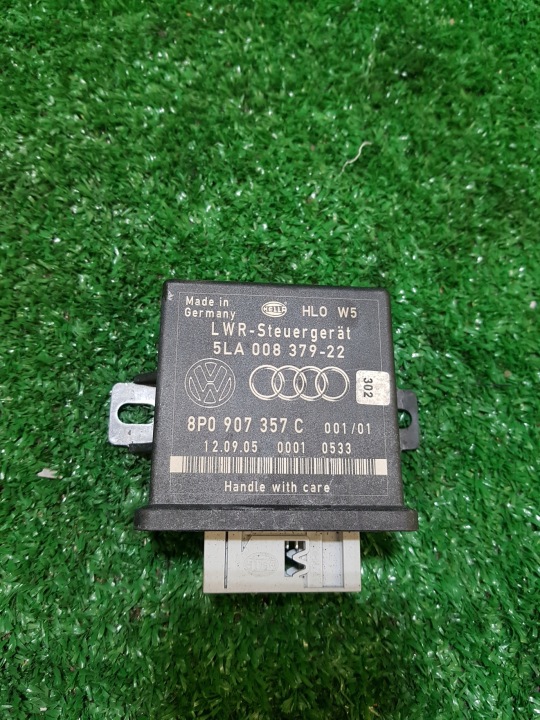 Made in
Germany
HELLA
HLO W5
LWR-Steuergerät
5LA 008 379-22
302
8P0 907 357 C 001/01
12.09.05 0001 0533
Handle with care